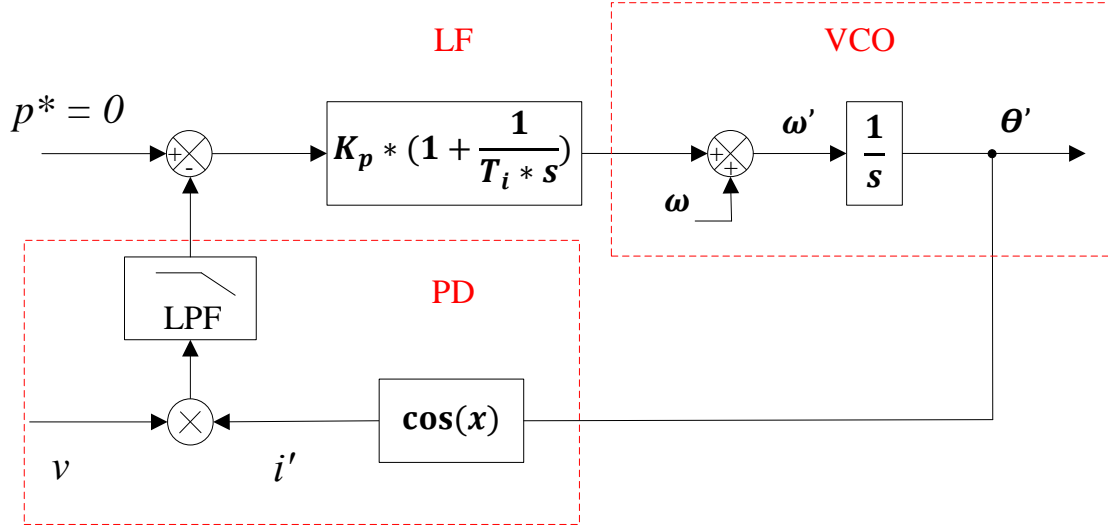 LF
VCO
p* = 0
+
-
K_p * (1 + 1/(T_i * s))
+
+
ω'
1/s
θ'
ω
PD
LPF
cos(x)
v
i'